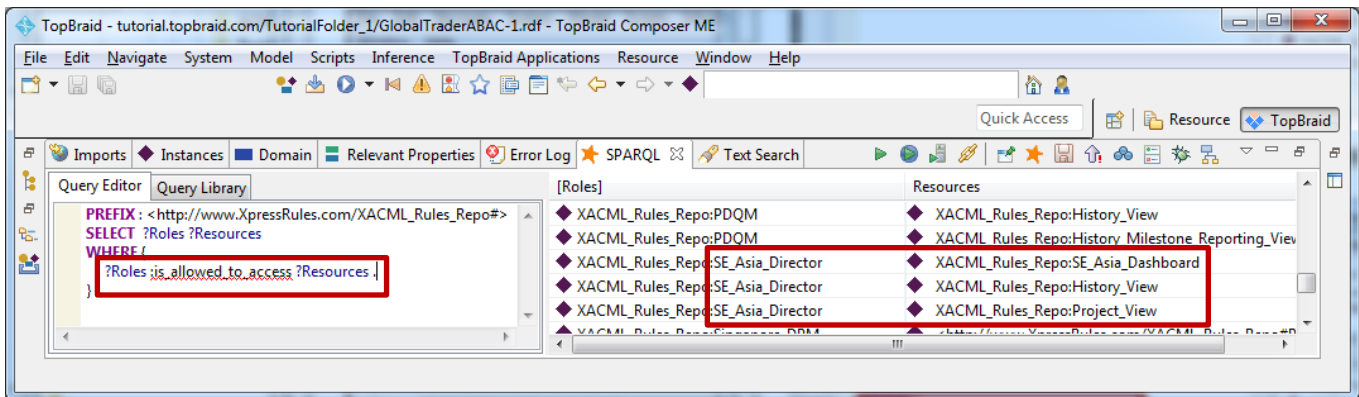 TopBraid - tutorial.topbraid.com/TutorialFolder_1/GlobalTraderABAC-1.rdf - TopBraid Composer ME
File Edit Navigate System Model Scripts Inference TopBraid Applications Resource Window Help
Quick Access Resource TopBraid
Imports Instances Domain Relevant Properties Error Log SPARQL Text Search
Query Editor Query Library
PREFIX : <http://www.XpressRules.com/XACML_Rules_Repo#>
SELECT ?Roles ?Resources
WHERE {
?Roles :is_allowed_to_access ?Resources .
}
[Roles] Resources
XACML_Rules_Repo:PDQM XACML_Rules_Repo:History_View
XACML_Rules_Repo:PDQM XACML_Rules_Repo:History_Milestone_Reporting_View
XACML_Rules_Repo:SE_Asia_Director XACML_Rules_Repo:SE_Asia_Dashboard
XACML_Rules_Repo:SE_Asia_Director XACML_Rules_Repo:History_View
XACML_Rules_Repo:SE_Asia_Director XACML_Rules_Repo:Project_View